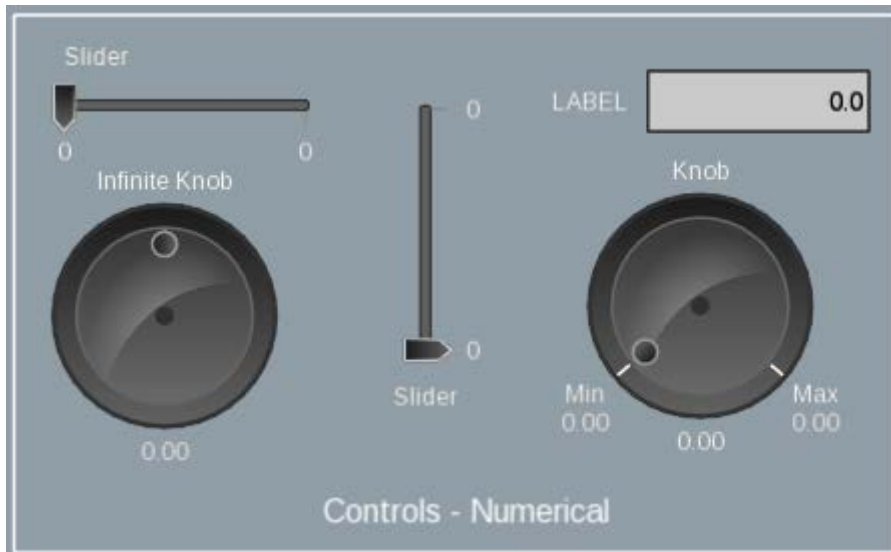 Slider
0 0
Infinite Knob
0.00
0
0
Slider
LABEL 0.0
Knob
Min Max
0.00 0.00
0.00
Controls - Numerical